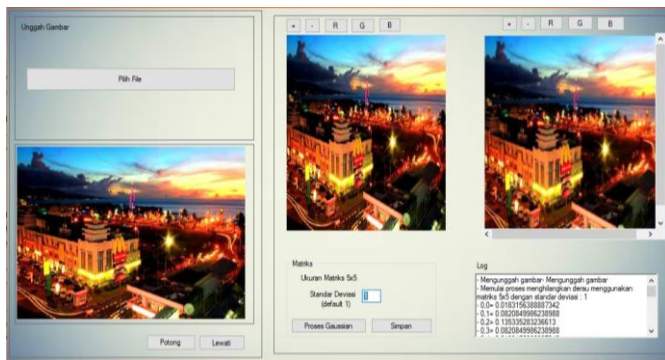 Unggah Gambar
Pilih File
Potong
Lewati
+ - R G B
Matriks
Ukuran Matriks 5x5
Standar Deviasi
(default 1)
Proses Gaussian
Simpan
+ - R G B
Log
- Mengunggah gambar- Mengunggah gambar
- Memulai proses menghilangkan derau menggunakan
matriks 5x5 dengan standar deviasi : 1
- 0,0= 0.0183156388887342
- 0,1= 0.0820849986238988
- 0,2= 0.135335283236613
- 0,3= 0.0820849986238988